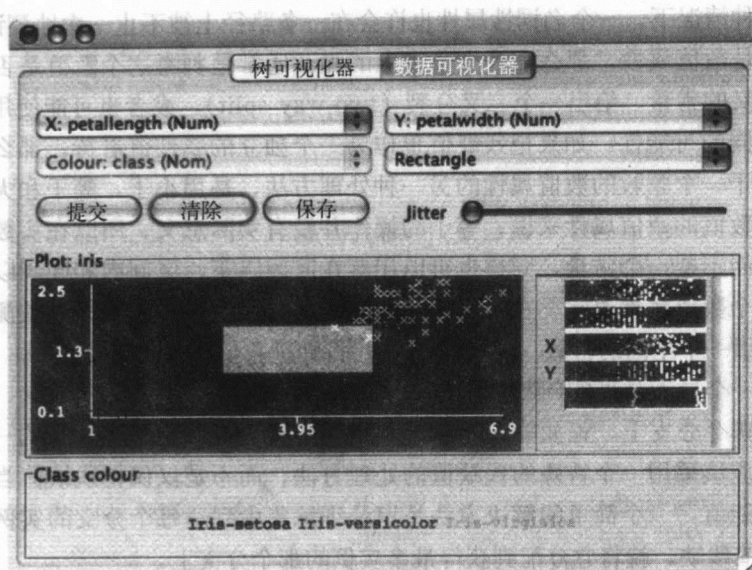 树可视化器 数据可视化器
X: petallength (Num) Y: petalwidth (Num)
Colour: class (Nom) Rectangle
提交 清除 保存 Jitter
Plot: iris
2.5
1.3
0.1
1 3.95 6.9
X
Y
Class colour
Iris-setosa Iris-versicolor